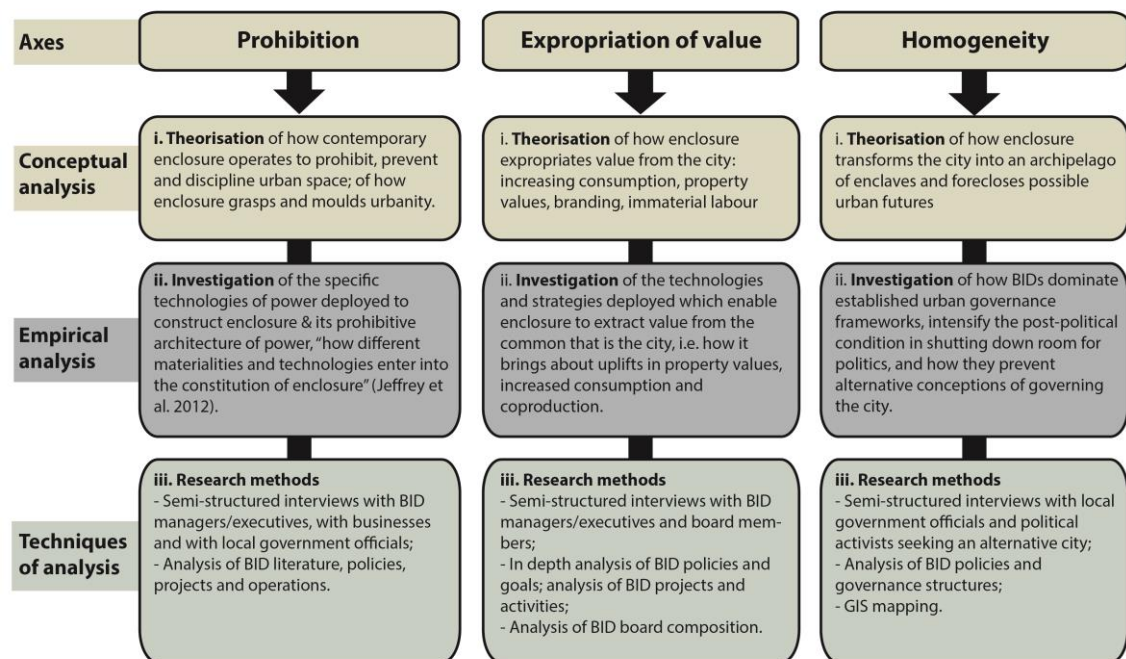 Axes
Prohibition
Expropriation of value
Homogeneity
Conceptual
analysis
i. Theorisation of how contemporary
enclosure operates to prohibit, prevent
and discipline urban space; of how
enclosure grasps and moulds urbanity.
i. Theorisation of how enclosure
expropriates value from the city:
increasing consumption, property
values, branding, immaterial labour
i. Theorisation of how enclosure
transforms the city into an archipelago
of enclaves and forecloses possible
urban futures
Empirical
analysis
ii. Investigation of the specific
technologies of power deployed to
construct enclosure & its prohibitive
architecture of power, "how different
materialities and technologies enter into
the constitution of enclosure" (Jeffrey et
al. 2012).
ii. Investigation of the technologies
and strategies deployed which enable
enclosure to extract value from the
common that is the city, i.e. how it
brings about uplifts in property values,
increased consumption and
coproduction.
ii. Investigation of how BIDs dominate
established urban governance
frameworks, intensify the post-political
condition in shutting down room for
politics, and how they prevent
alternative conceptions of governing
the city.
Techniques
of analysis
iii. Research methods
- Semi-structured interviews with BID
managers/executives, with businesses
and with local government officials;
- Analysis of BID literature, policies,
projects and operations.
iii. Research methods
- Semi-structured interviews with BID
managers/executives and board mem-
bers;
- In depth analysis of BID policies and
goals; analysis of BID projects and
activities;
- Analysis of BID board composition.
iii. Research methods
- Semi-structured interviews with local
government officials and political
activists seeking an alternative city;
- Analysis of BID policies and
governance structures;
- GIS mapping.